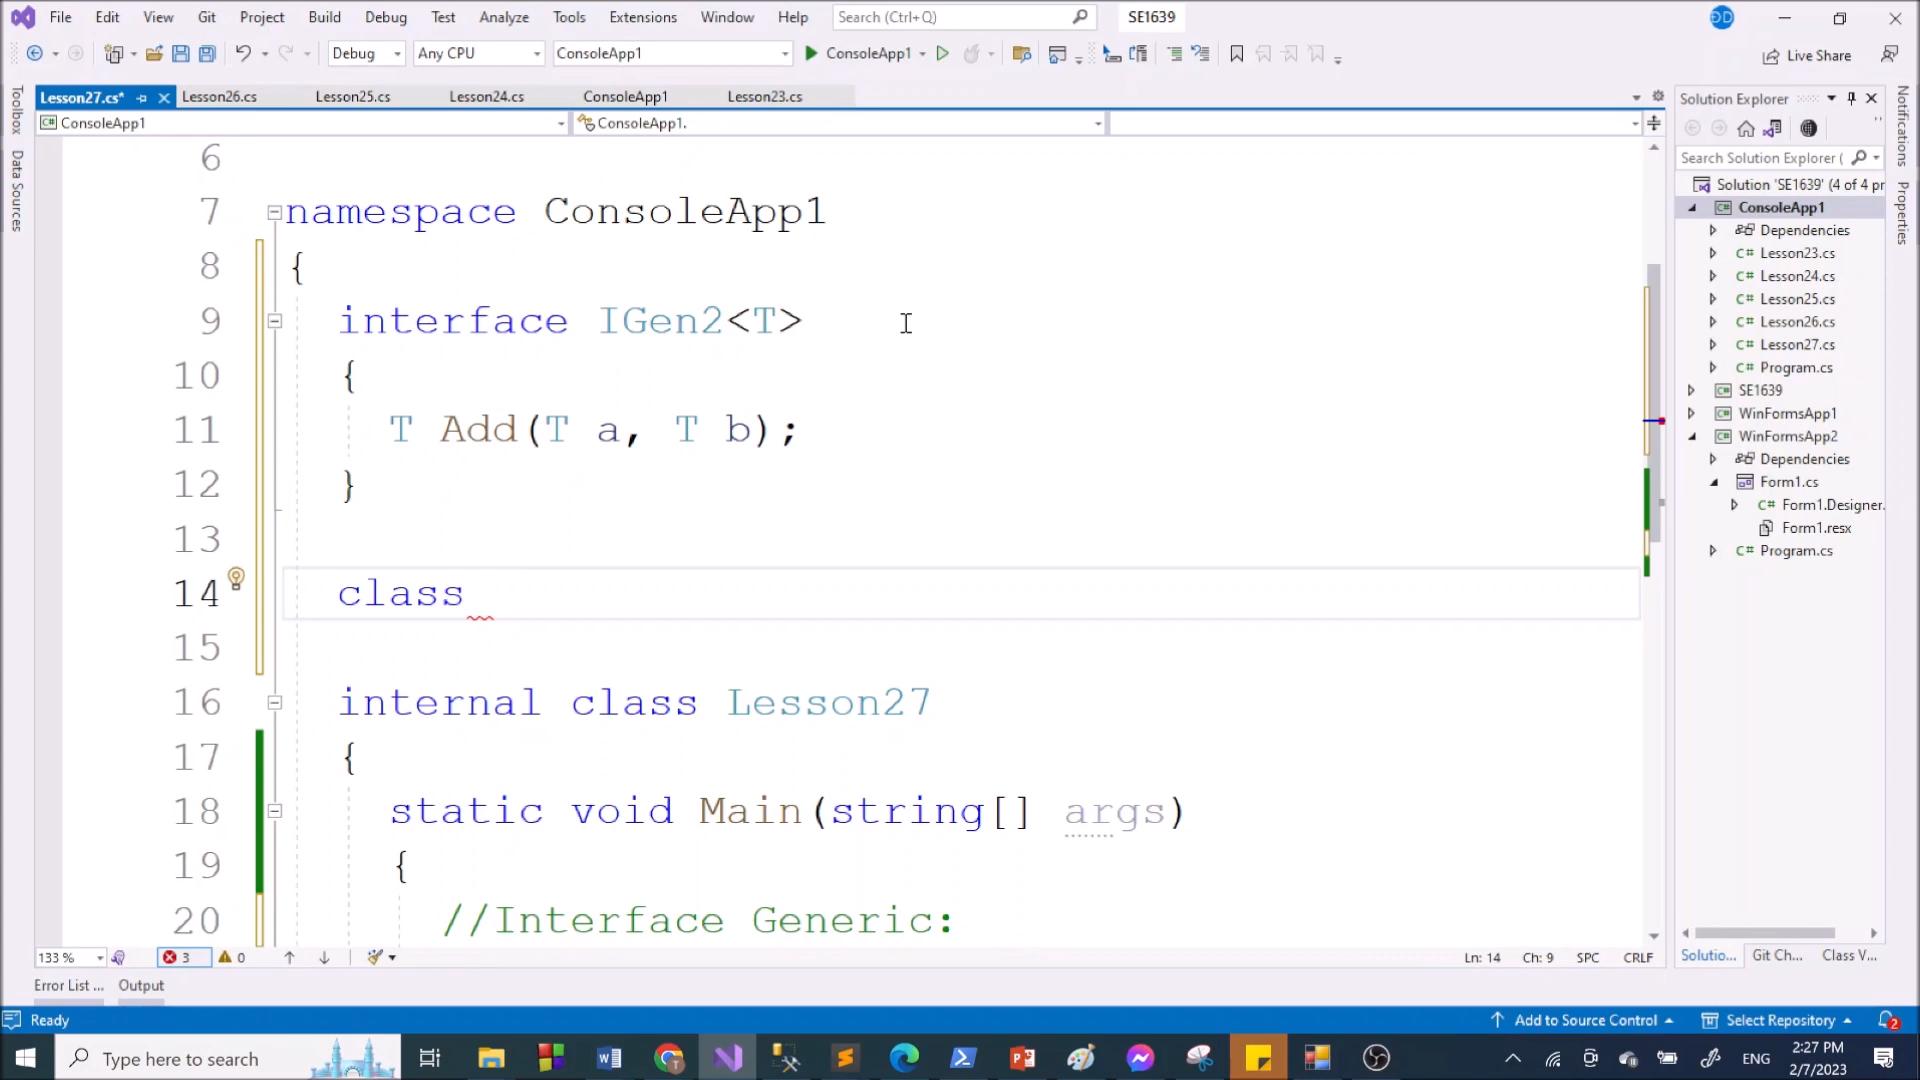 File Edit View Git Project Build Debug Test Analyze Tools Extensions Window Help Search (Ctrl+Q) SE1639
Debug Any CPU ConsoleApp1 ConsoleApp1 Live Share
Lesson27.cs* Lesson26.cs Lesson25.cs Lesson24.cs ConsoleApp1 Lesson23.cs
ConsoleApp1 ConsoleApp1.
Toolbox
Data Sources
6
7 namespace ConsoleApp1
8 {
9 interface IGen2<T>
10 {
11 T Add(T a, T b);
12 }
13
14 class
15
16 internal class Lesson27
17 {
18 static void Main(string[] args)
19 {
20 //Interface Generic:
133 % 3 0 Ln: 14 Ch: 9 SPC CRLF
Error List ... Output
Solution Explorer
Search Solution Explorer (
Solution 'SE1639' (4 of 4 pr
ConsoleApp1
Dependencies
Lesson23.cs
Lesson24.cs
Lesson25.cs
Lesson26.cs
Lesson27.cs
Program.cs
SE1639
WinFormsApp1
WinFormsApp2
Dependencies
Form1.cs
Form1.Designer.
Form1.resx
Program.cs
Solutio... Git Ch... Class V...
Notifications
Properties
Ready Add to Source Control Select Repository 2
Type here to search ENG 2:27 PM
2/7/2023